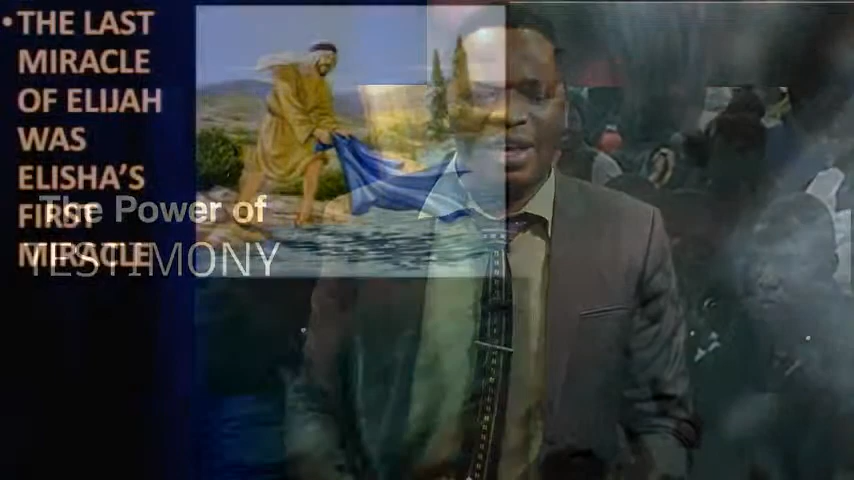 •THE LAST
MIRACLE
OF ELIJAH
WAS
ELISHA'S
FIRST
MIRACLE
The Power of
TESTIMONY